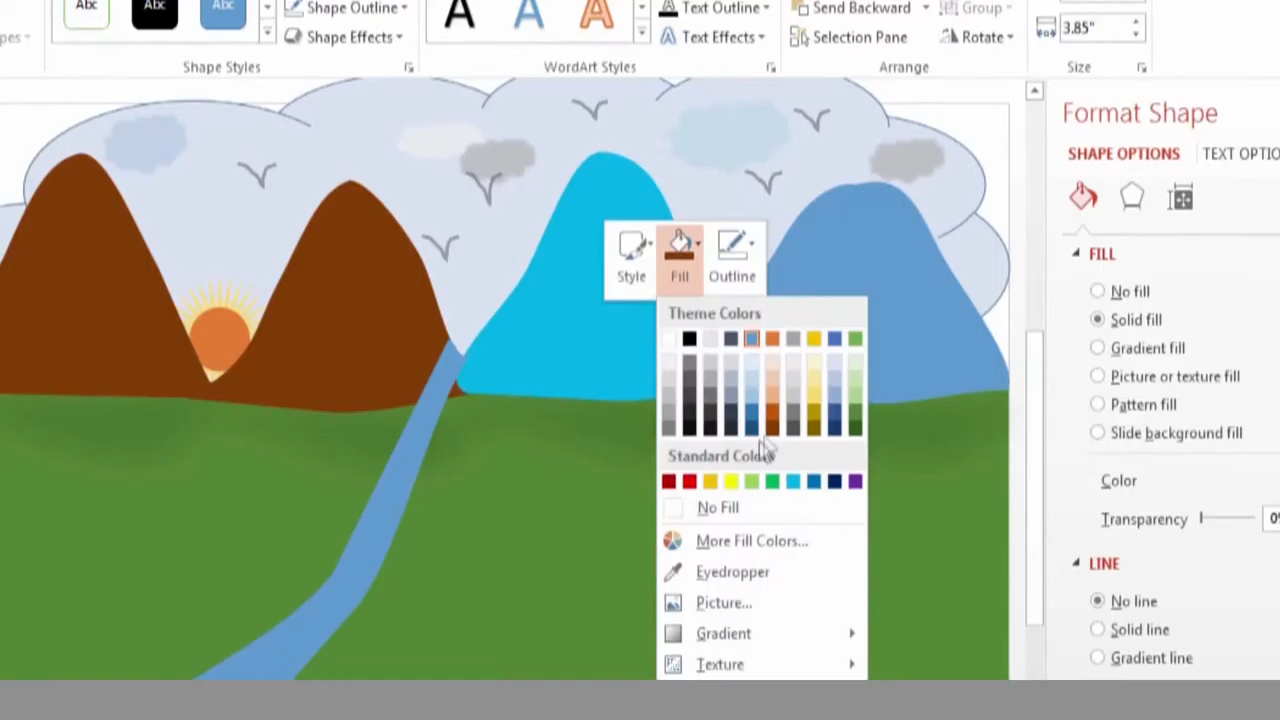 Abc Abc Abc Shape Outline Text Outline Send Backward Group
Shape Effects Text Effects Selection Pane Rotate 3.85"
Shape Styles WordArt Styles Arrange Size
Format Shape
SHAPE OPTIONS
FILL
Style Fill Outline
No fill
Theme Colors
Solid fill
Gradient fill
Picture or texture fill
Pattern fill
Slide background fill
Standard Colors
Color
No Fill
Transparency
More Fill Colors...
LINE
Eyedropper
Picture...
No line
Gradient
Solid line
Texture
Gradient line